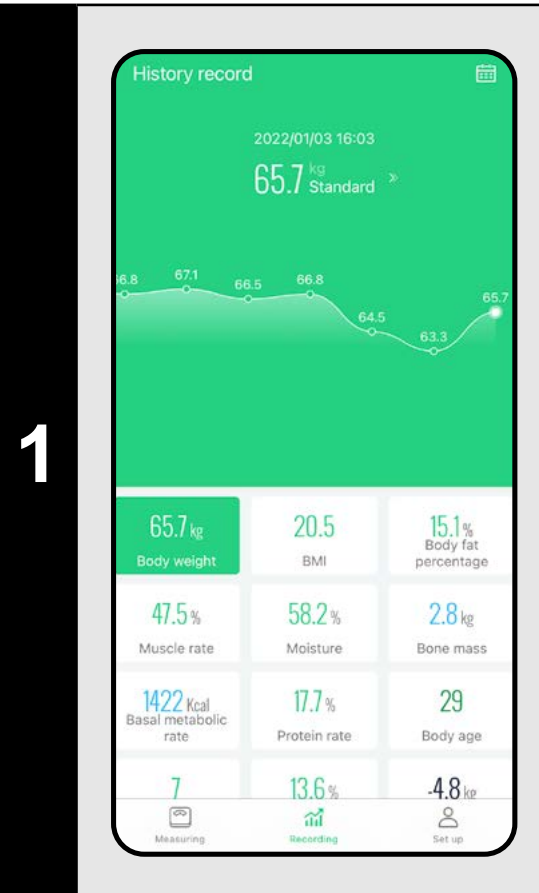 1
History record
2022/01/03 16:03
65.7 kg Standard »
67.1
66.5
66.8
64.5
63.3
65.7
65.7 kg
Body weight
20.5
BMI
15.1 %
Body fat
percentage
47.5 %
Muscle rate
58.2 %
Moisture
2.8 kg
Bone mass
1422 Kcal
Basal metabolic
rate
17.7 %
Protein rate
29
Body age
7
13.6 %
-4.8 kg
Measuring
Recording
Set up